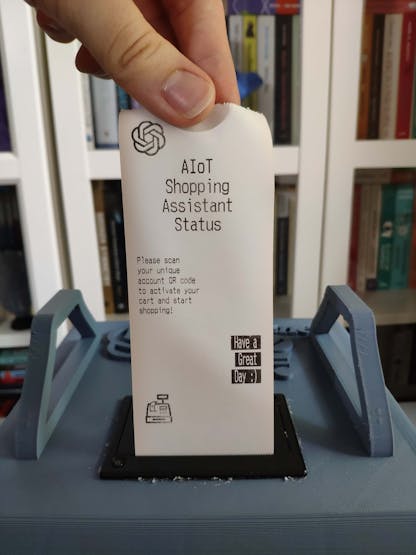 AIoT
Shopping
Assistant
Status
Please scan
your unique
account QR code
to activate your
cart and start
shopping!
Have a
Great
Day :)